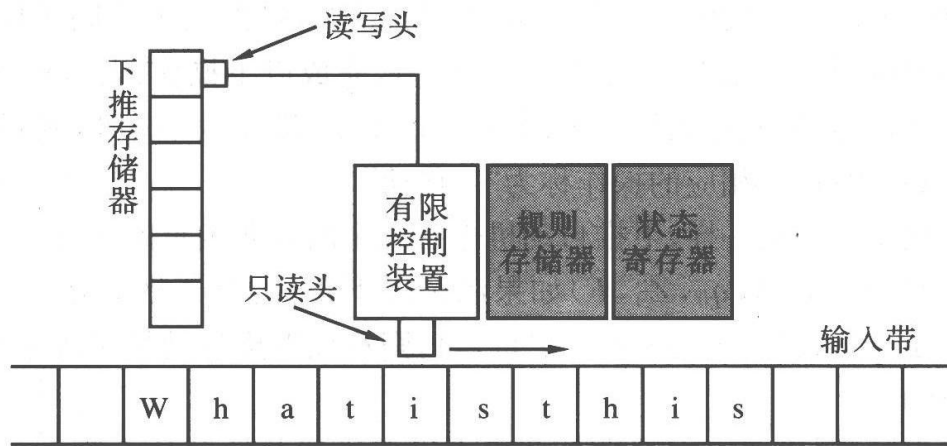 读写头
下推存储器
有限
控制
装置
规则
存储器
状态
寄存器
只读头
输入带
W h a t i s t h i s